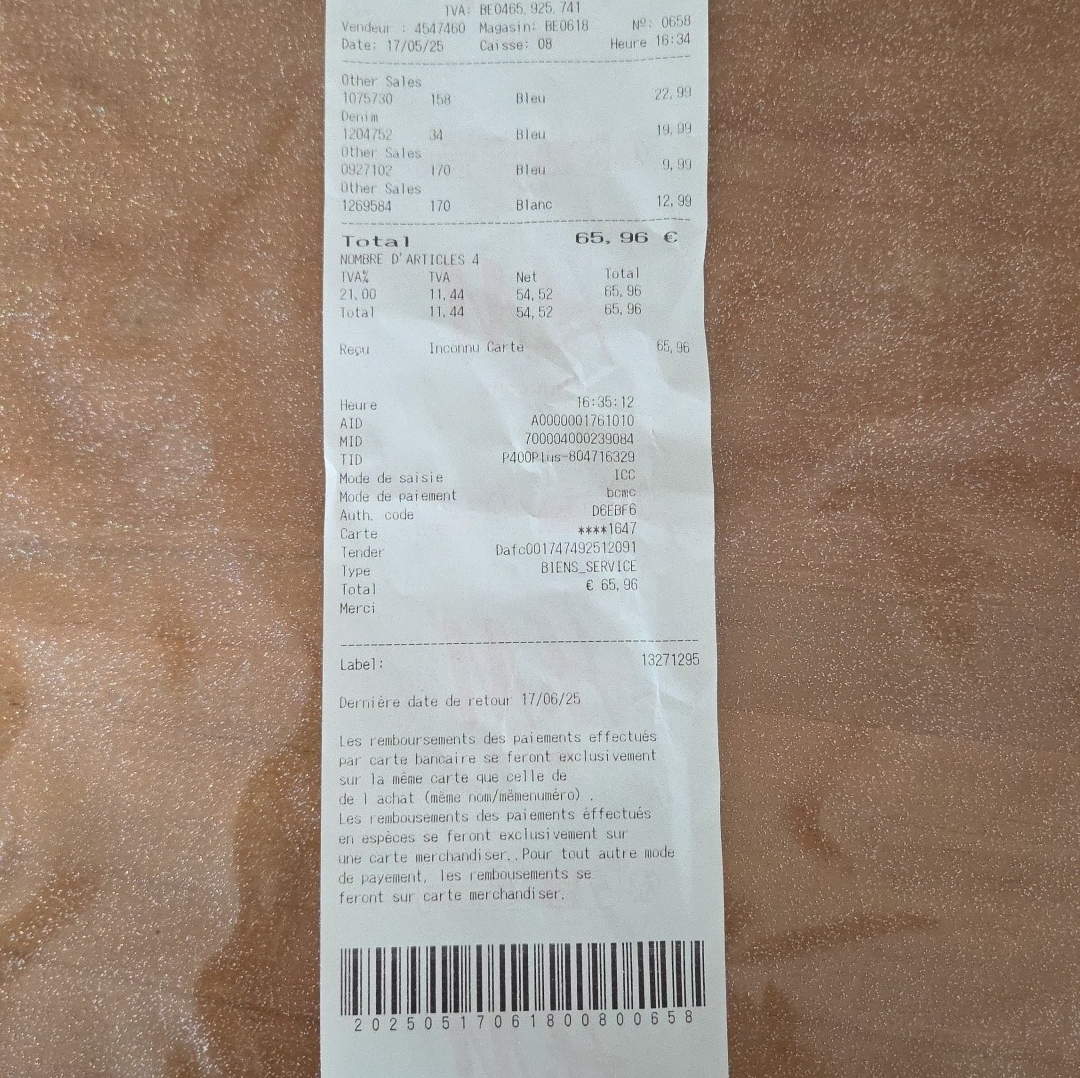 TVA: BE0465.925.741
Vendeur : 4547460 Magasin: BE0618 Nº: 0658
Date: 17/05/25 Caisse: 08 Heure 16:34
Other Sales
1075730 158 Bleu 22,99
Denim
1204752 34 Bleu 19,99
Other Sales
0927102 170 Bleu 9,99
Other Sales
1269584 170 Blanc 12,99
Total 65,96 €
NOMBRE D'ARTICLES 4
TVA% TVA Net Total
21,00 11,44 54,52 65,96
Total 11,44 54,52 65,96
Reçu Inconnu Carte 65,96
Heure 16:35:12
AID A0000001761010
MID 700004000239084
TID P400Plus-804716329
Mode de saisie ICC
Mode de paiement bcmc
Auth. code D6EBF6
Carte ****1647
Tender Dafc001747492512091
Type BIENS_SERVICE
Total € 65,96
Merci
Label: 13271295
Dernière date de retour 17/06/25
Les remboursements des paiements effectués
par carte bancaire se feront exclusivement
sur la même carte que celle de
de l achat (même nom/mêmenuméro) .
Les rembousements des paiements éffectués
en espèces se feront exclusivement sur
une carte merchandiser..Pour tout autre mode
de payement, les rembousements se
feront sur carte merchandiser.
20250517061800800658